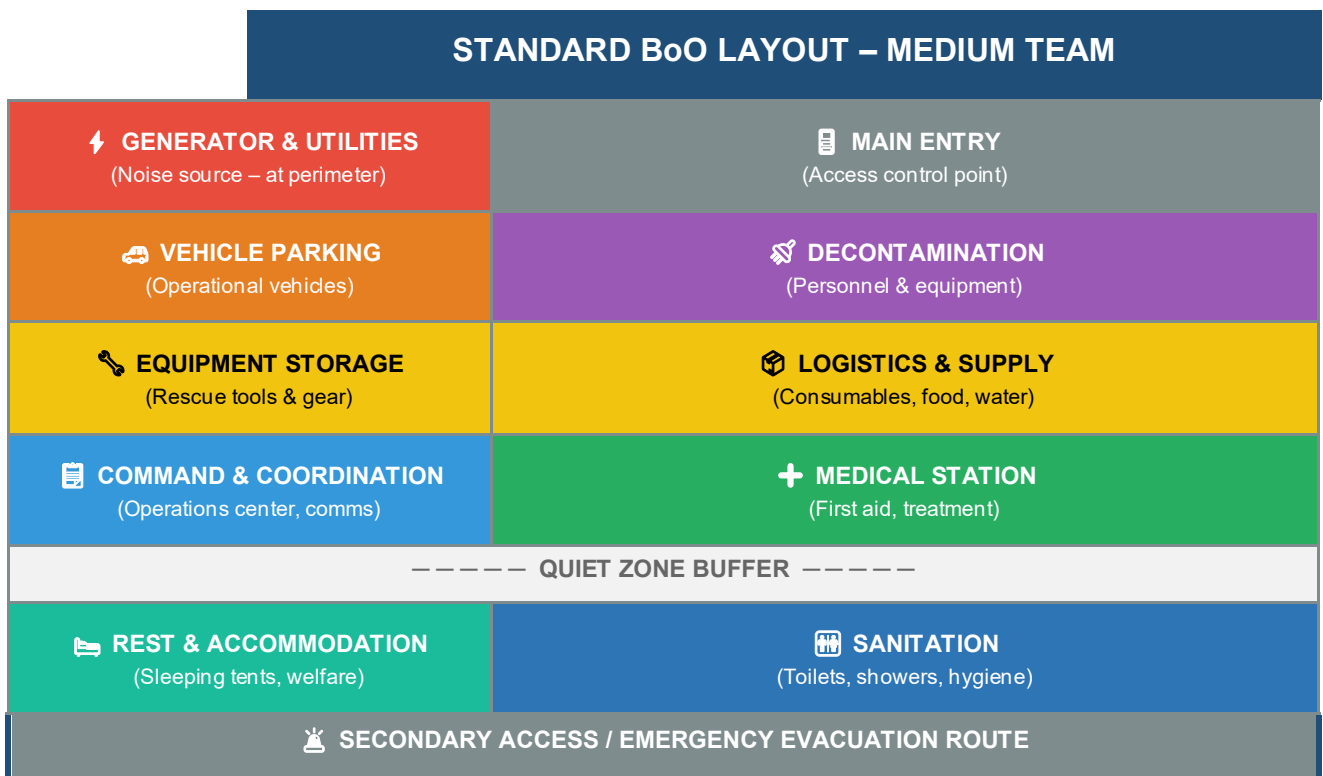 STANDARD BoO LAYOUT – MEDIUM TEAM
GENERATOR & UTILITIES
(Noise source – at perimeter)
MAIN ENTRY
(Access control point)
VEHICLE PARKING
(Operational vehicles)
DECONTAMINATION
(Personnel & equipment)
EQUIPMENT STORAGE
(Rescue tools & gear)
LOGISTICS & SUPPLY
(Consumables, food, water)
COMMAND & COORDINATION
(Operations center, comms)
MEDICAL STATION
(First aid, treatment)
————— QUIET ZONE BUFFER —————
REST & ACCOMMODATION
(Sleeping tents, welfare)
SANITATION
(Toilets, showers, hygiene)
SECONDARY ACCESS / EMERGENCY EVACUATION ROUTE